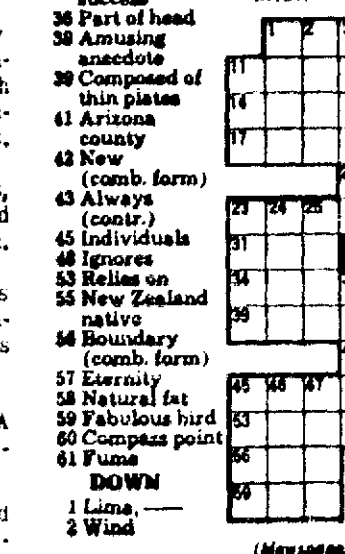 success
36 Part of head
38 Amusing
anecdote
39 Composed of
thin plates
41 Arizona
county
42 New
(comb. form)
43 Always
(contr.)
45 Individuals
48 Ignores
53 Relies on
55 New Zealand
native
56 Boundary
(comb. form)
57 Eternity
58 Natural fat
59 Fabulous bird
60 Compass point
61 Fume
DOWN
1 Lima, —
2 Wind
1 2
11
14
17
23 24 25
31
34
39
45 46 47
53
56
59